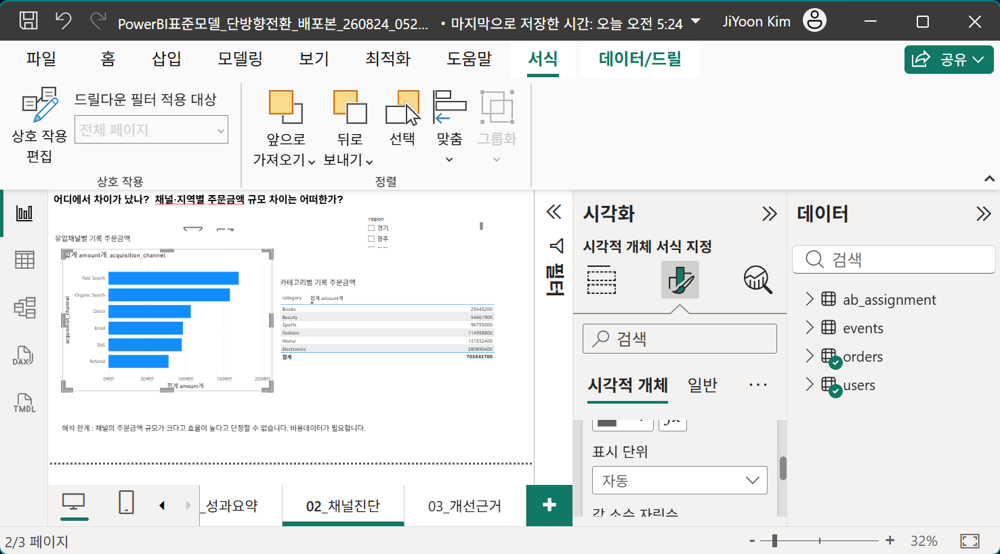 PowerBI표준모델_단방향전환_배포본_260824_052... • 마지막으로 저장한 시간: 오늘 오전 5:24
JiYoon Kim
파일 홈 삽입 모델링 보기 최적화 도움말 서식 데이터/드릴 공유
상호 작용
편집
드릴다운 필터 적용 대상
전체 페이지
상호 작용
앞으로
가져오기
뒤로
보내기
선택
맞춤
그룹화
정렬
어디에서 차이가 났나? 채널·지역별 주문금액 규모 차이는 어떠한가?
region
경기
광주
유입채널별 기록 주문금액
합계 amount개, acquisition_channel
acquisition_channel
Paid Search
Organic Search
Direct
Email
SNS
Referral
0백만 50백만 100백만 150백만 200백만
합계 amount개
카테고리별 기록 주문금액
category 합계 amount개
Books 25045200
Beauty 54661900
Sports 96755000
Fashion 114958800
Home 131532400
Electronics 280890400
합계 703843700
해석 한계 : 채널의 주문금액 규모가 크다고 효율이 높다고 단정할 수 없습니다. 비용데이터가 필요합니다.
DAX
TMDL
필터
시각화
시각적 개체 서식 지정
검색
시각적 개체 일반 ...
fx
표시 단위
자동
값 소수 자릿수
데이터
검색
ab_assignment
events
orders
users
_성과요약 02_채널진단 03_개선근거 +
2/3 페이지
- + 32%